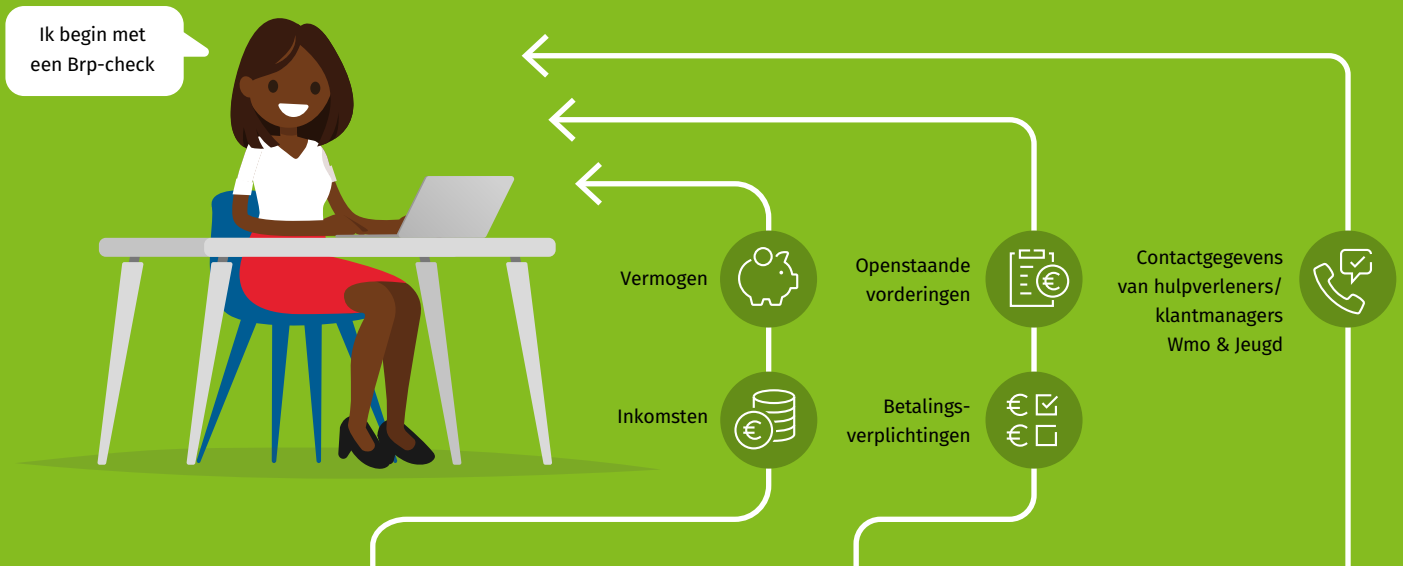 Ik begin met
een Brp-check
Vermogen
Inkomsten
Openstaande
vorderingen
Betalings-
verplichtingen
Contactgegevens
van hulpverleners/
klantmanagers
Wmo & Jeugd